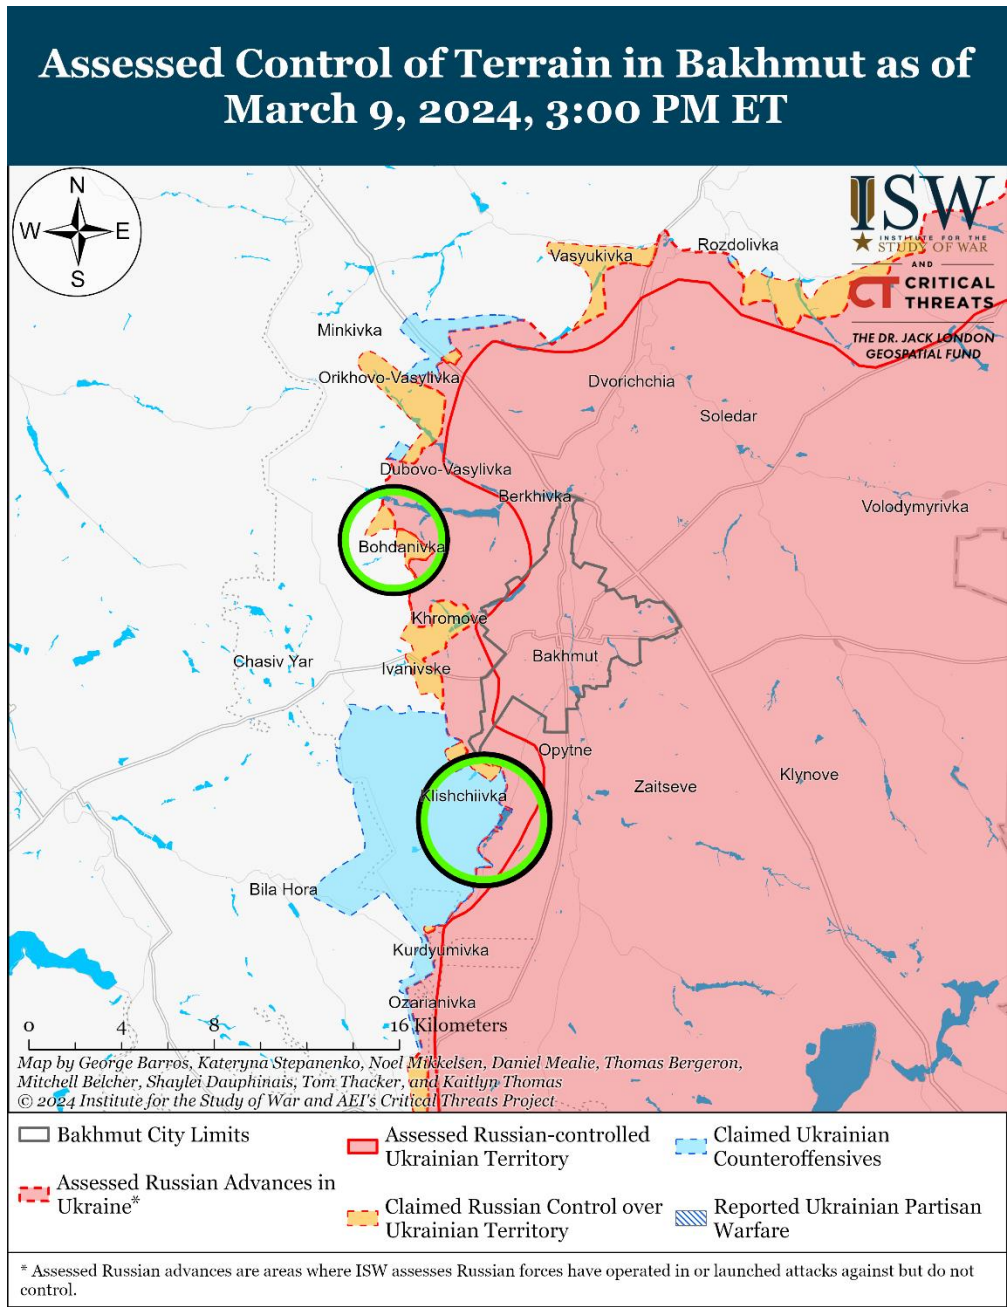 Assessed Control of Terrain in Bakhmut as of
March 9, 2024, 3:00 PM ET
N
W E
S
ISW
INSTITUTE FOR THE
STUDY OF WAR
AND
CT CRITICAL
THREATS
THE DR. JACK LONDON
GEOSPATIAL FUND
Vasyukivka
Rozdolivka
Minkivka
Orikhovo-Vasylivka
Dvorichchia
Soledar
Dubovo-Vasylivka
Berkhivka
Volodymyrivka
Bohdanivka
Khromove
Chasiv Yar
Ivanivske
Bakhmut
Opytne
Klishchiivka
Zaitseve
Klynove
Bila Hora
Kurdyumivka
Ozarianivka
0 4 8 16 Kilometers
Map by George Barros, Kateryna Stepanenko, Noel Mikkelsen, Daniel Mealie, Thomas Bergeron,
Mitchell Belcher, Shaylei Dauphinais, Tom Thacker, and Kaitlyn Thomas
© 2024 Institute for the Study of War and AEI's Critical Threats Project
Bakhmut City Limits
Assessed Russian Advances in
Ukraine*
Assessed Russian-controlled
Ukrainian Territory
Claimed Russian Control over
Ukrainian Territory
Claimed Ukrainian
Counteroffensives
Reported Ukrainian Partisan
Warfare
* Assessed Russian advances are areas where ISW assesses Russian forces have operated in or launched attacks against but do not
control.